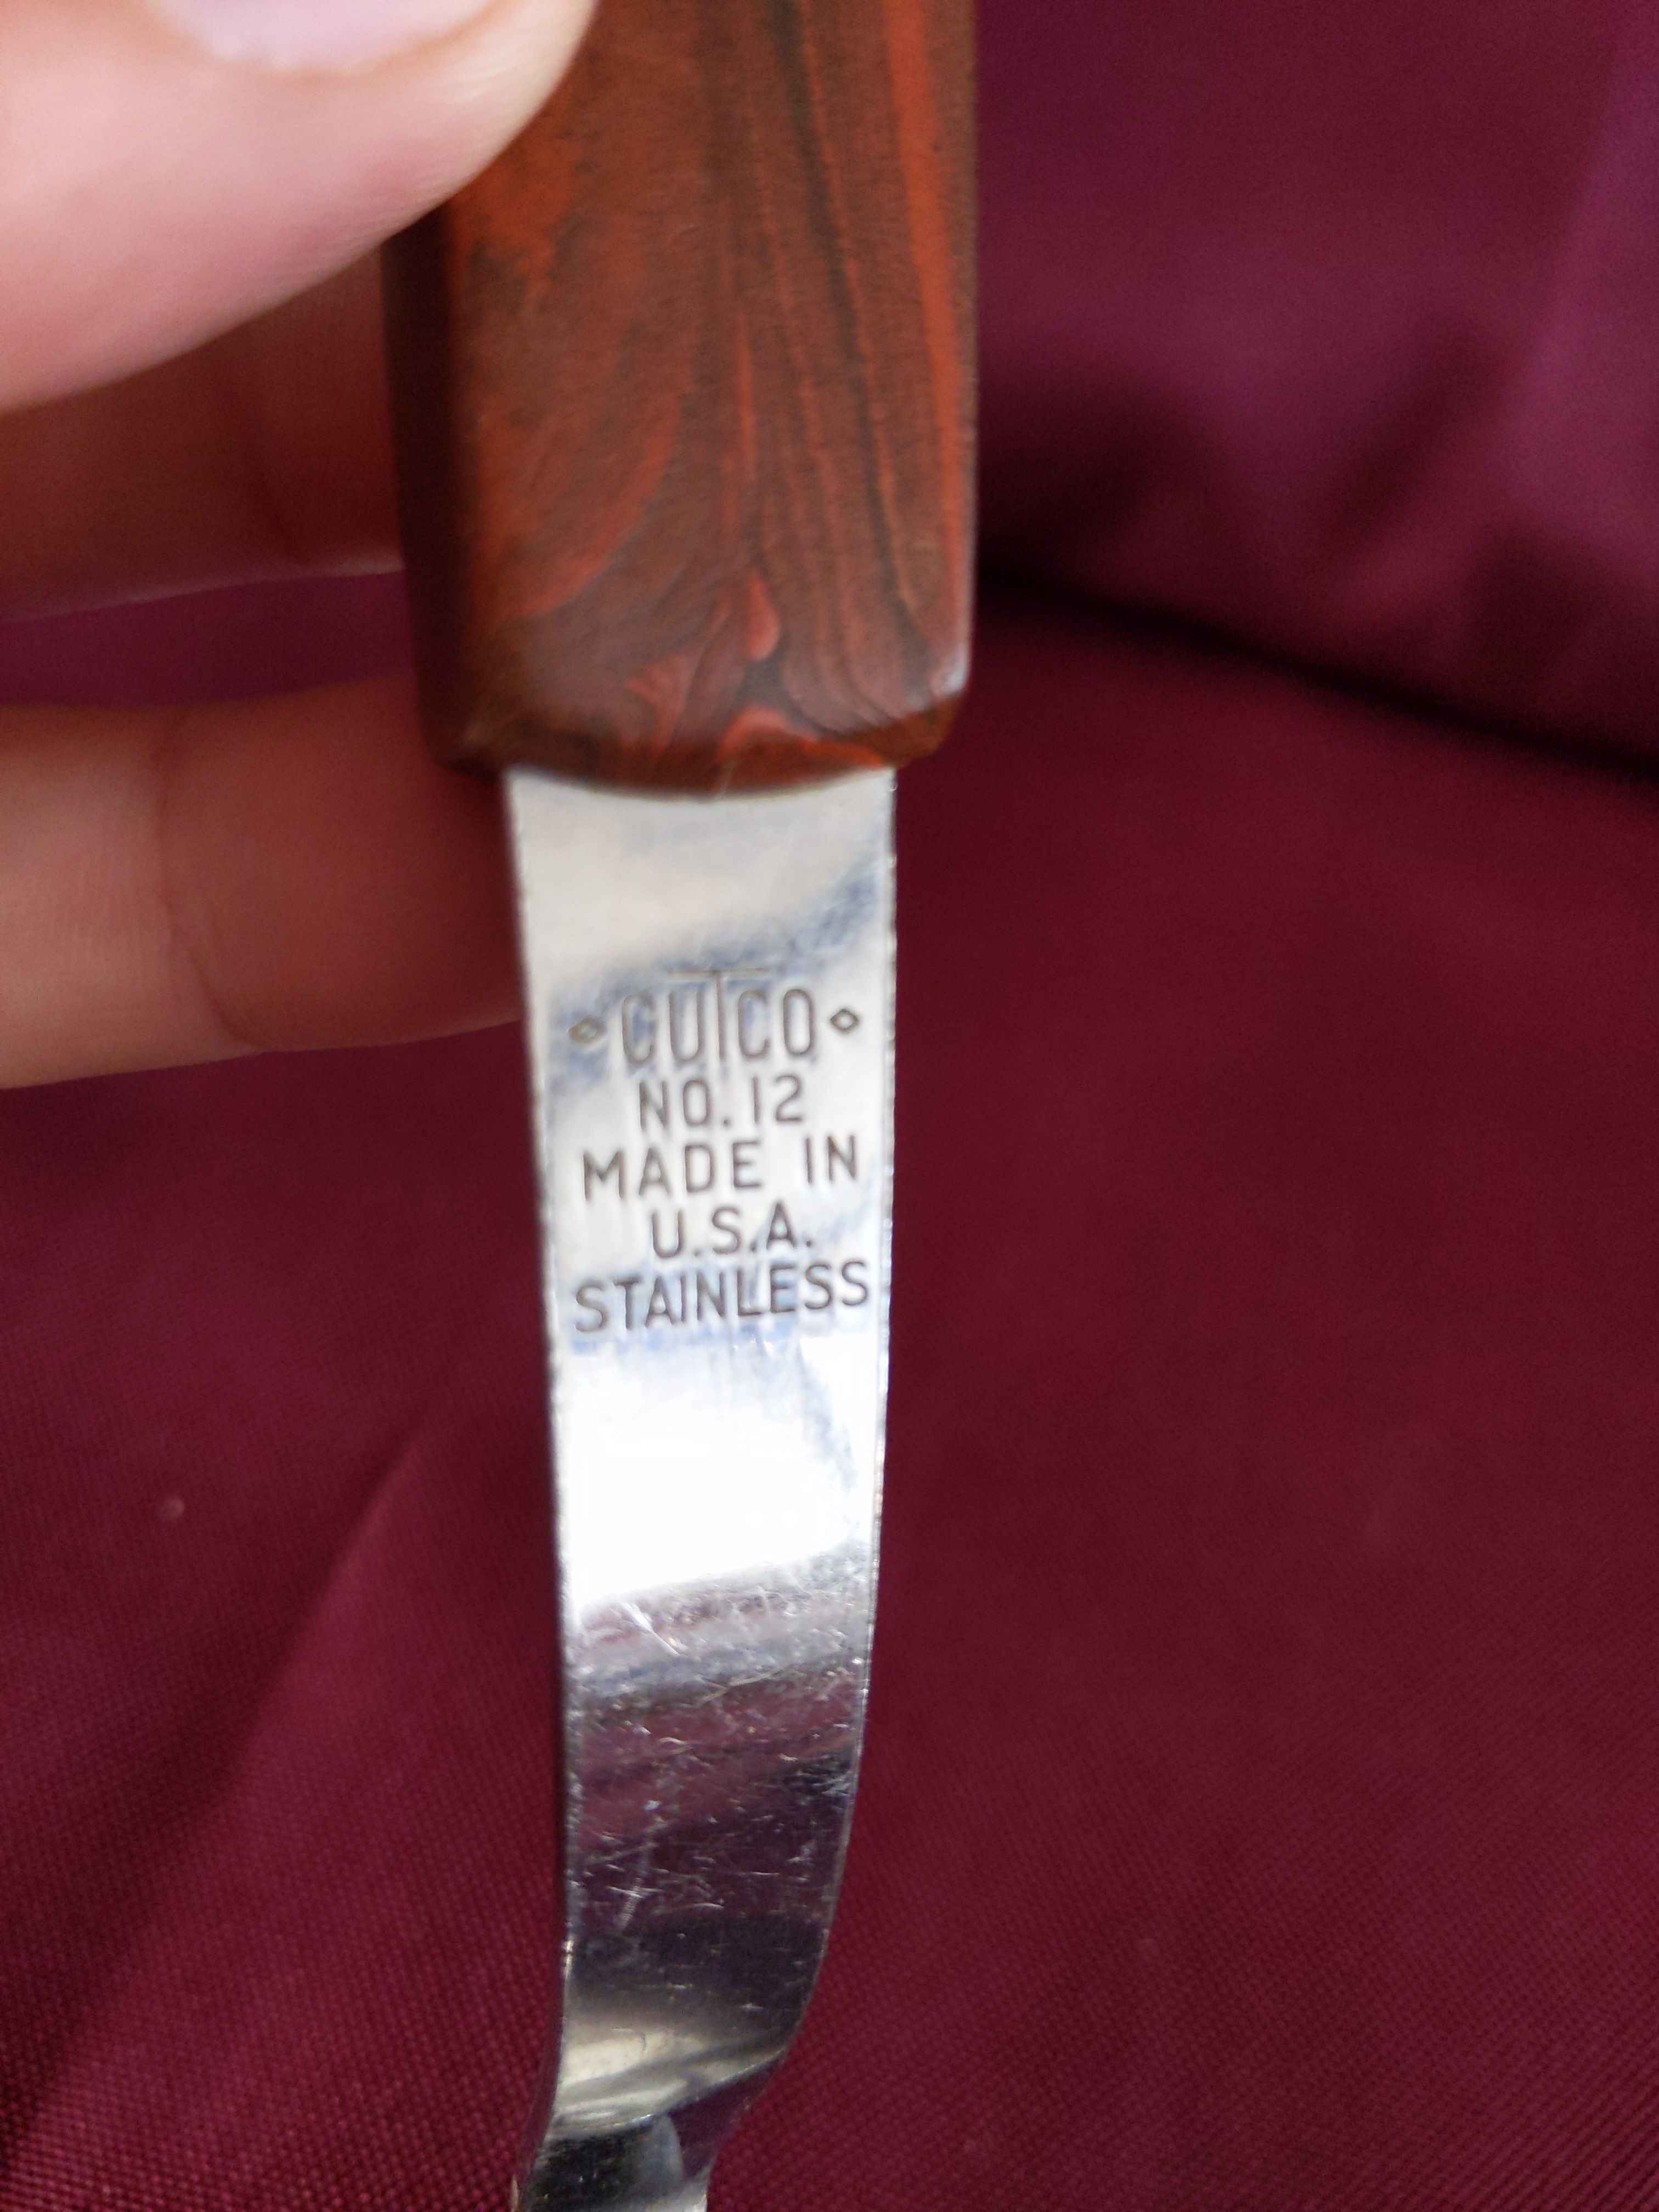 CUTCO
NO. 12
MADE IN
U.S.A.
STAINLESS